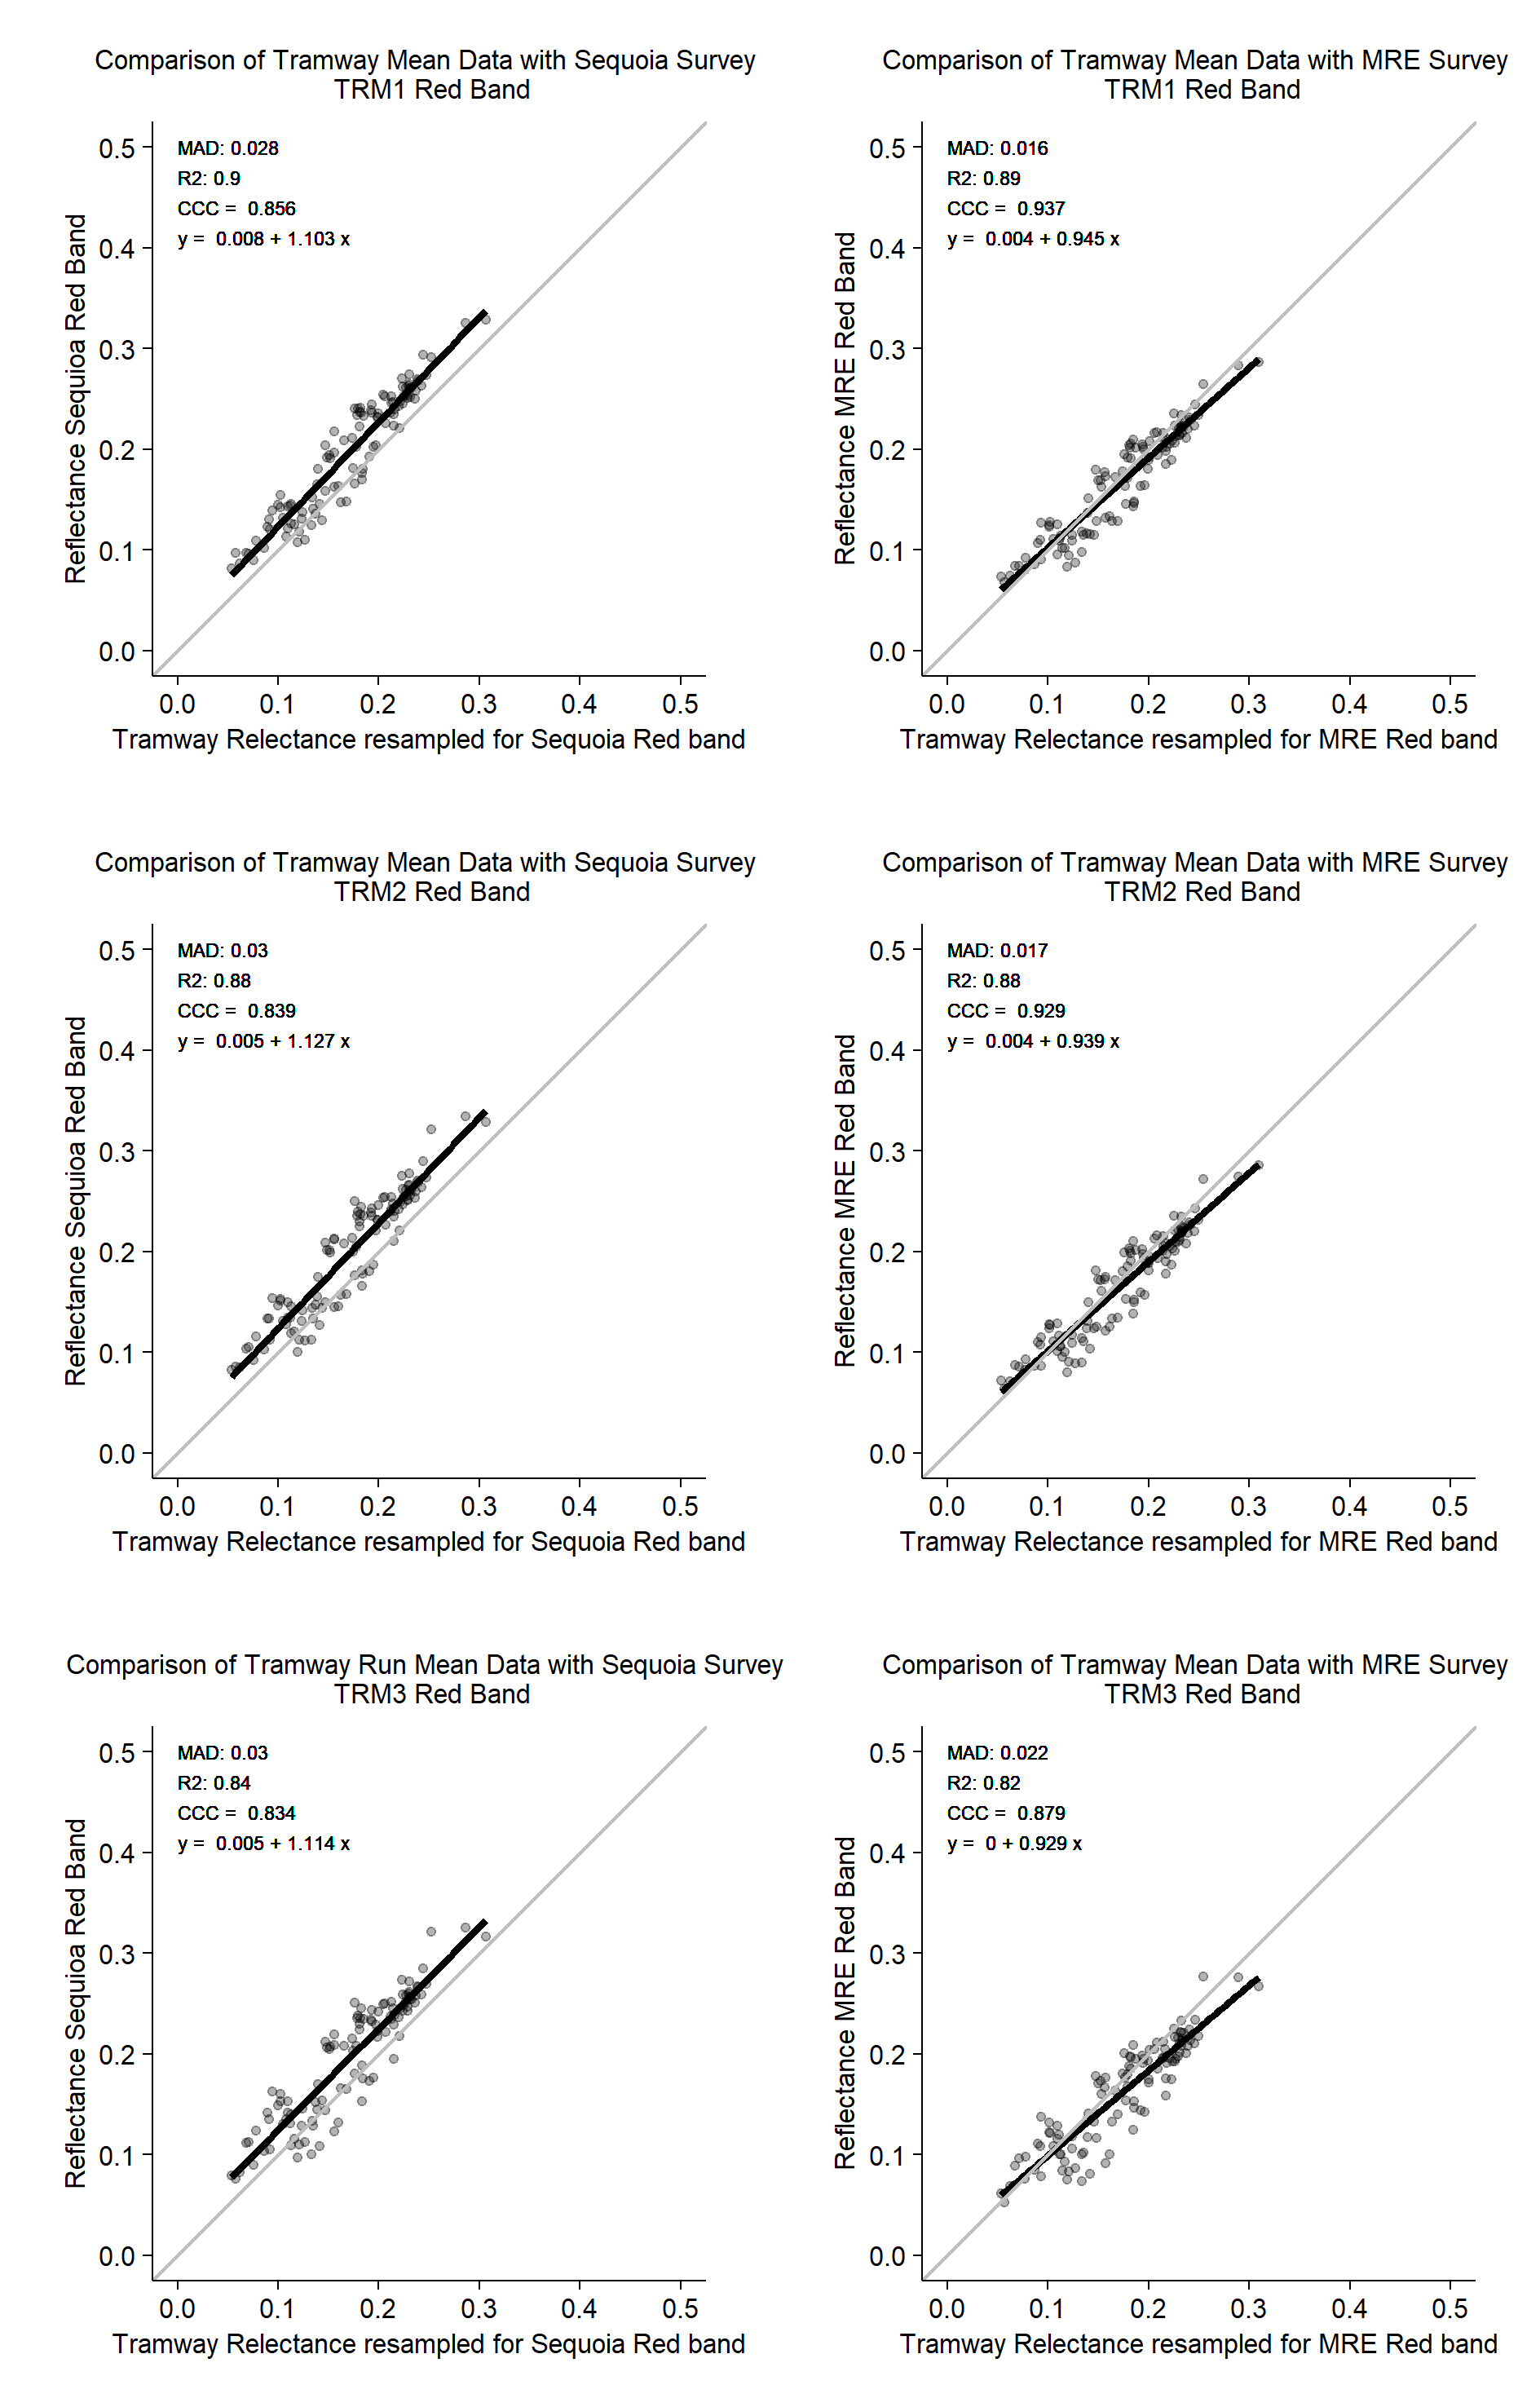 Comparison of Tramway Mean Data with Sequoia Survey
TRM1 Red Band
MAD: 0.028
R2: 0.9
CCC =  0.856
y =  0.008 + 1.103 x
0.5
0.4
0.3
0.2
0.1
0.0
Reflectance Sequioa Red Band
0.0 0.1 0.2 0.3 0.4 0.5
Tramway Relectance resampled for Sequoia Red band
Comparison of Tramway Mean Data with MRE Survey
TRM1 Red Band
MAD: 0.016
R2: 0.89
CCC =  0.937
y =  0.004 + 0.945 x
0.5
0.4
0.3
0.2
0.1
0.0
Reflectance MRE Red Band
0.0 0.1 0.2 0.3 0.4 0.5
Tramway Relectance resampled for MRE Red band
Comparison of Tramway Mean Data with Sequoia Survey
TRM2 Red Band
MAD: 0.03
R2: 0.88
CCC =  0.839
y =  0.005 + 1.127 x
0.5
0.4
0.3
0.2
0.1
0.0
Reflectance Sequioa Red Band
0.0 0.1 0.2 0.3 0.4 0.5
Tramway Relectance resampled for Sequoia Red band
Comparison of Tramway Mean Data with MRE Survey
TRM2 Red Band
MAD: 0.017
R2: 0.88
CCC =  0.929
y =  0.004 + 0.939 x
0.5
0.4
0.3
0.2
0.1
0.0
Reflectance MRE Red Band
0.0 0.1 0.2 0.3 0.4 0.5
Tramway Relectance resampled for MRE Red band
Comparison of Tramway Run Mean Data with Sequoia Survey
TRM3 Red Band
MAD: 0.03
R2: 0.84
CCC =  0.834
y =  0.005 + 1.114 x
0.5
0.4
0.3
0.2
0.1
0.0
Reflectance Sequioa Red Band
0.0 0.1 0.2 0.3 0.4 0.5
Tramway Relectance resampled for Sequoia Red band
Comparison of Tramway Mean Data with MRE Survey
TRM3 Red Band
MAD: 0.022
R2: 0.82
CCC =  0.879
y =  0 + 0.929 x
0.5
0.4
0.3
0.2
0.1
0.0
Reflectance MRE Red Band
0.0 0.1 0.2 0.3 0.4 0.5
Tramway Relectance resampled for MRE Red band